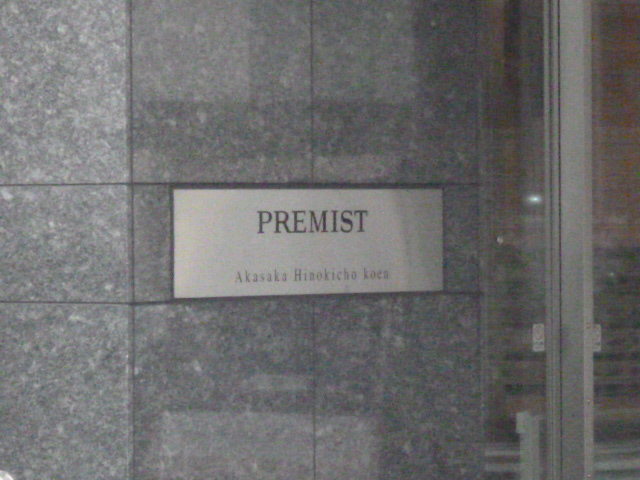 PREMIST
Akasaka Hinokicho koen